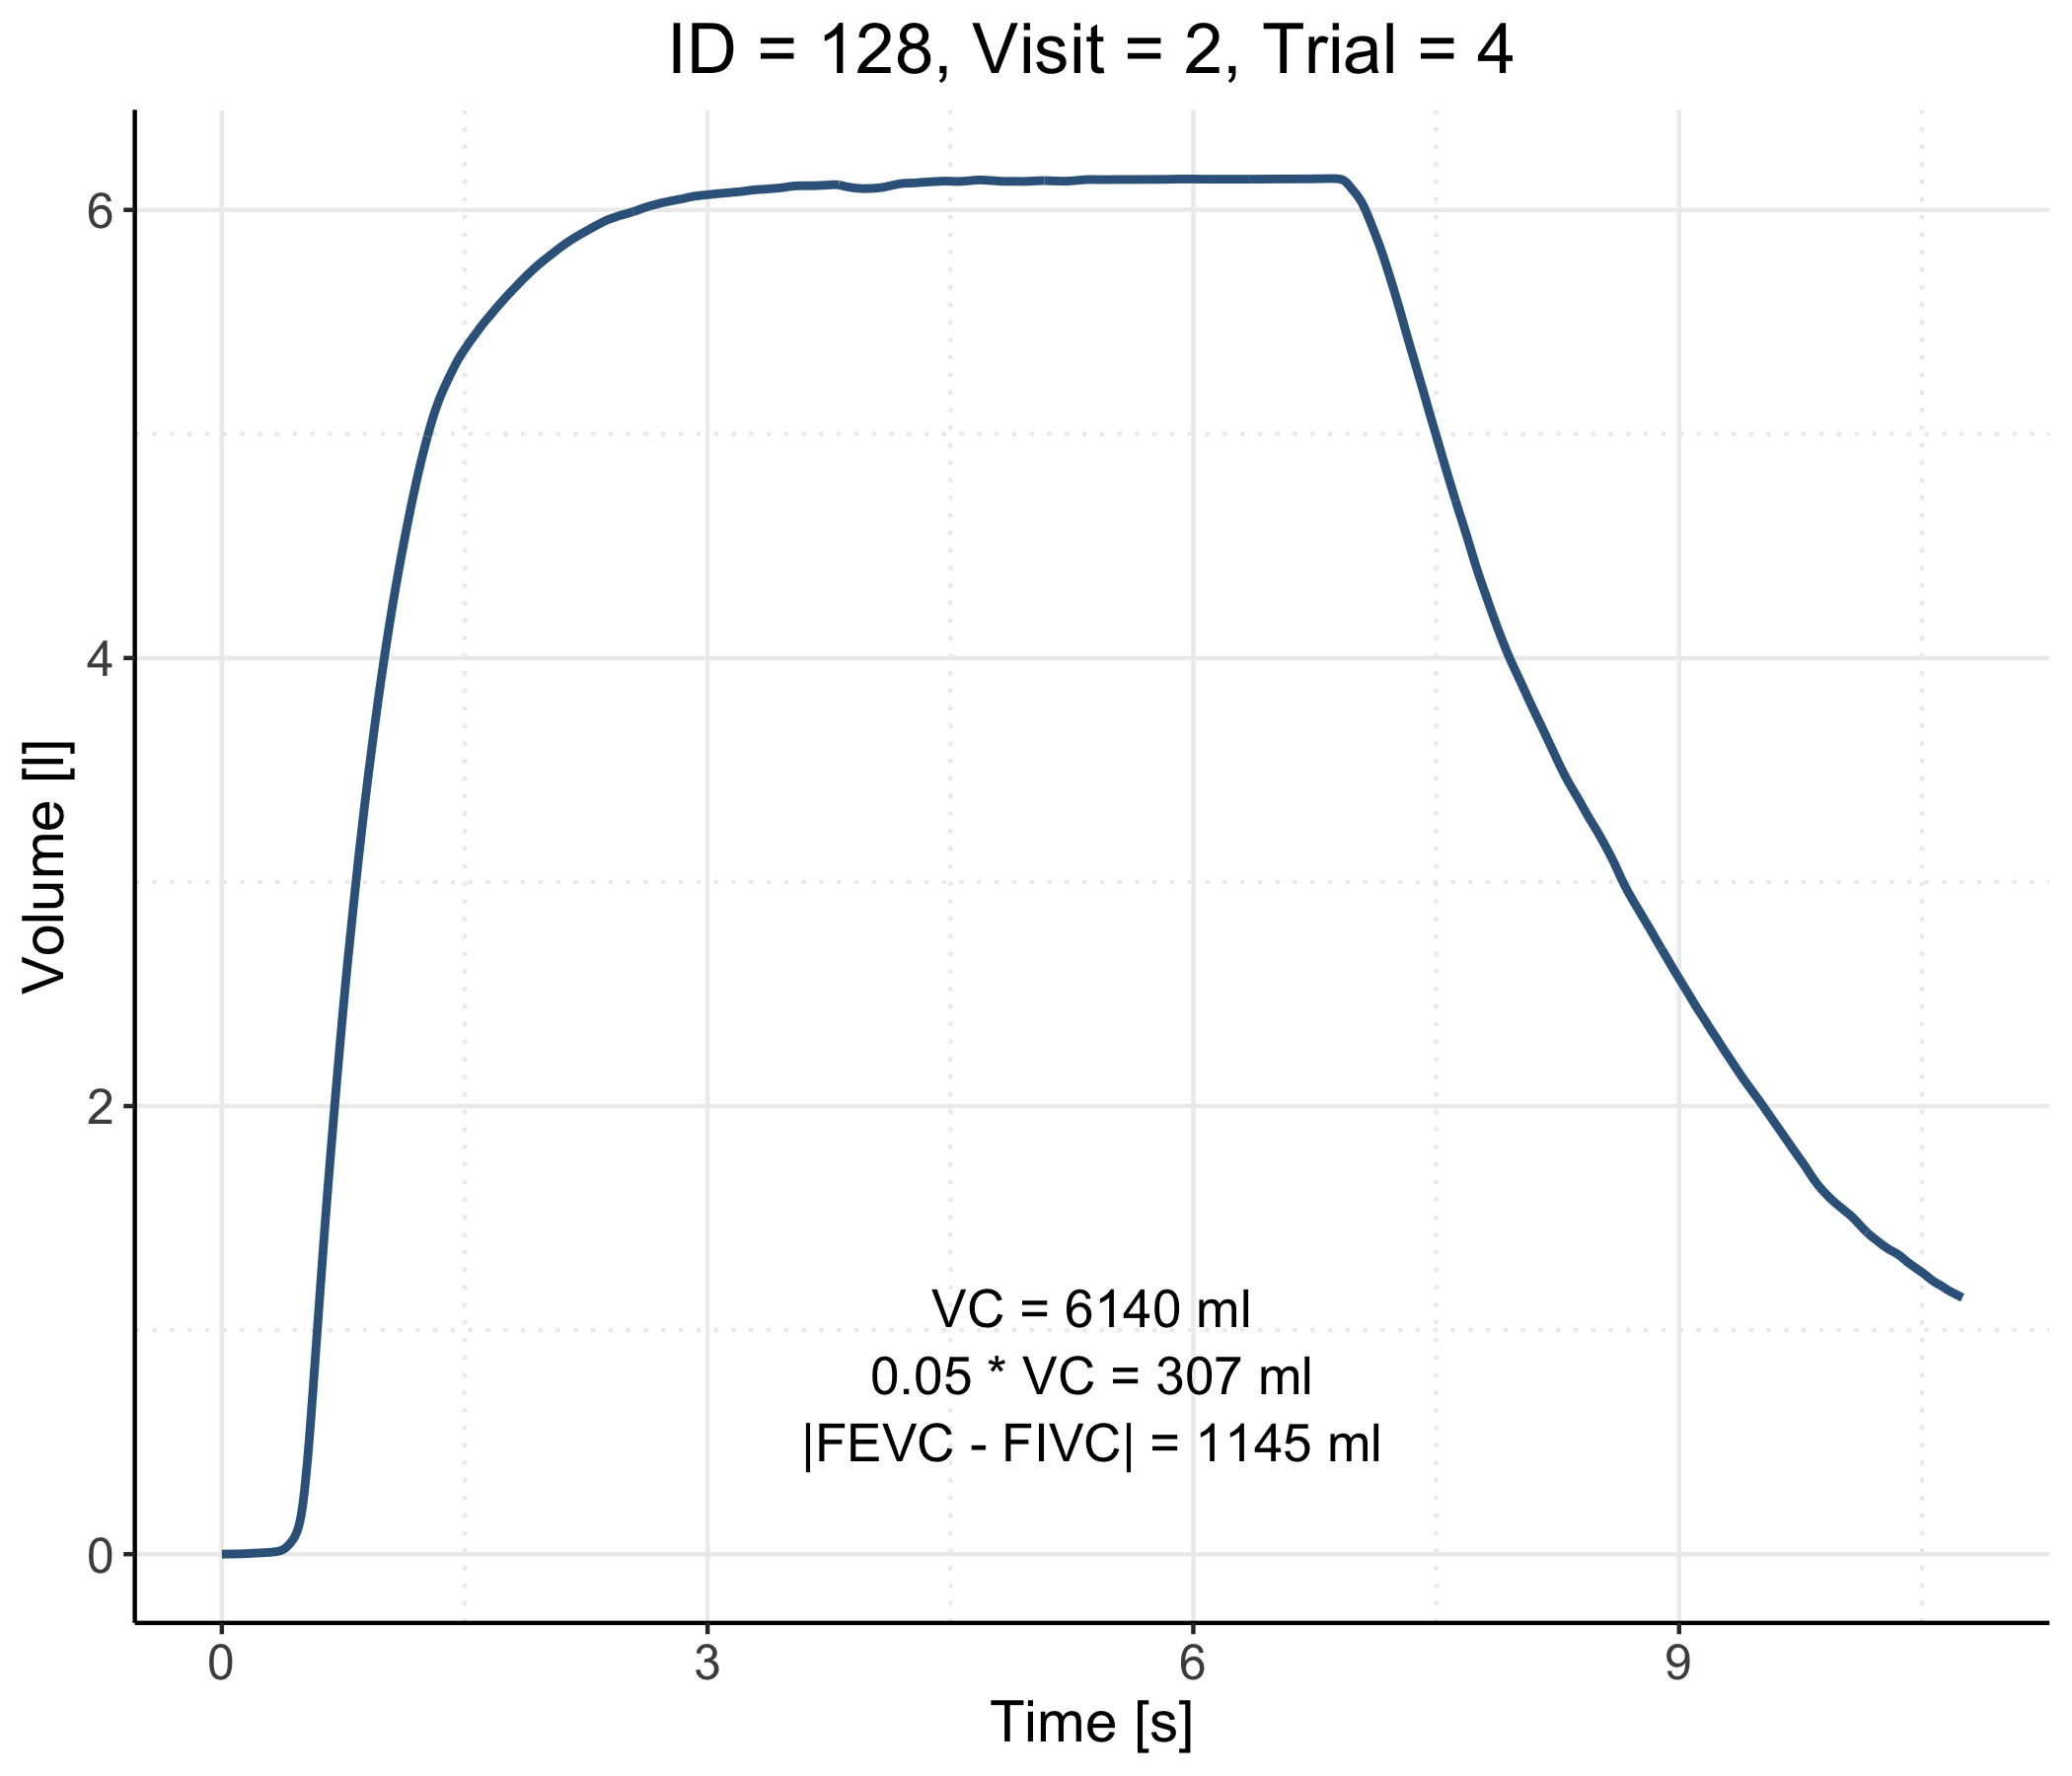 ID = 128, Visit = 2, Trial = 4
6
4
2
0
Volume [l]
VC = 6140 ml
0.05 * VC = 307 ml
|FEVC - FIVC| = 1145 ml
0 3 6 9
Time [s]